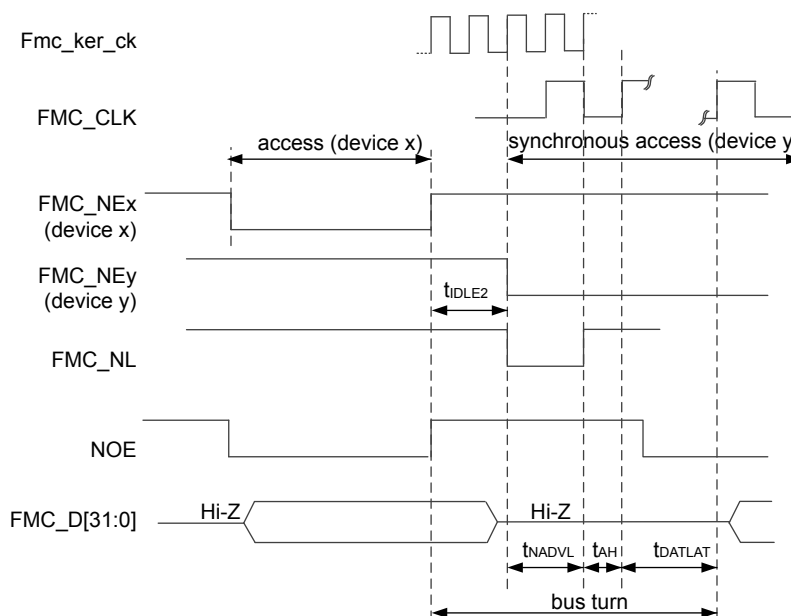 Fmc_ker_ck
FMC_CLK
access (device x)
synchronous access (device y
FMC_NEx
(device x)
FMC_NEy
(device y)
tIDLE2
FMC_NL
NOE
Hi-Z
Hi-Z
FMC_D[31:0]
tNADVL
tAH
tDATLAT
bus turn